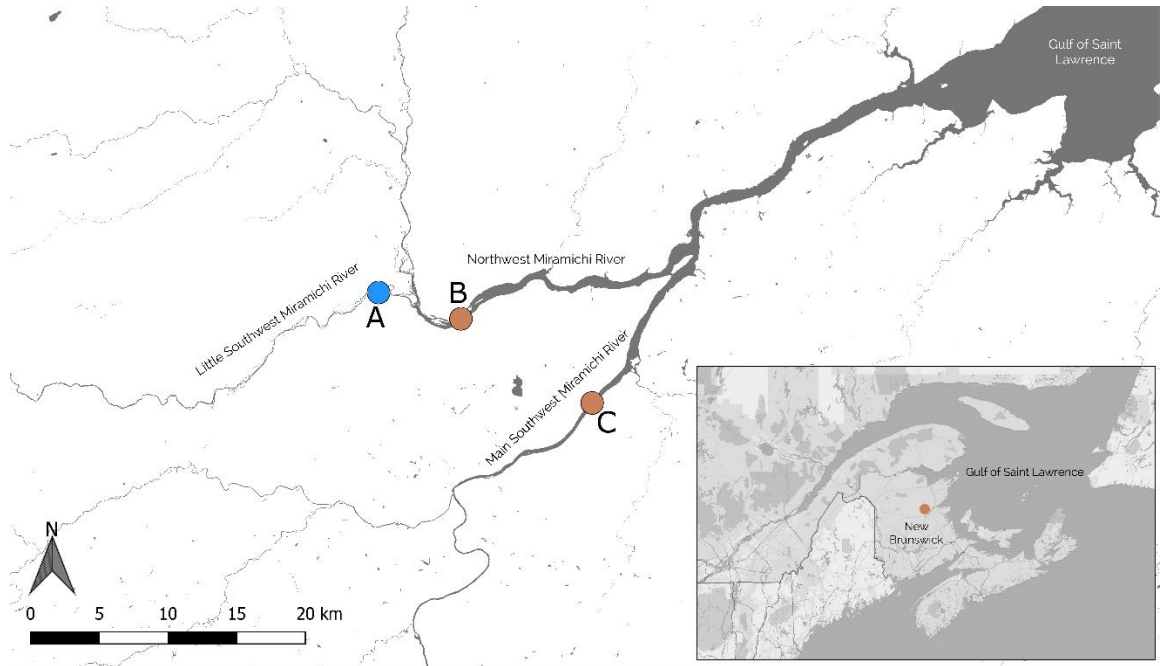 Gulf of Saint
Lawrence
Northwest Miramichi River
Little Southwest Miramichi River
A
B
Main Southwest Miramichi River
C
Gulf of Saint Lawrence
New
Brunswick
N
0 5 10 15 20 km